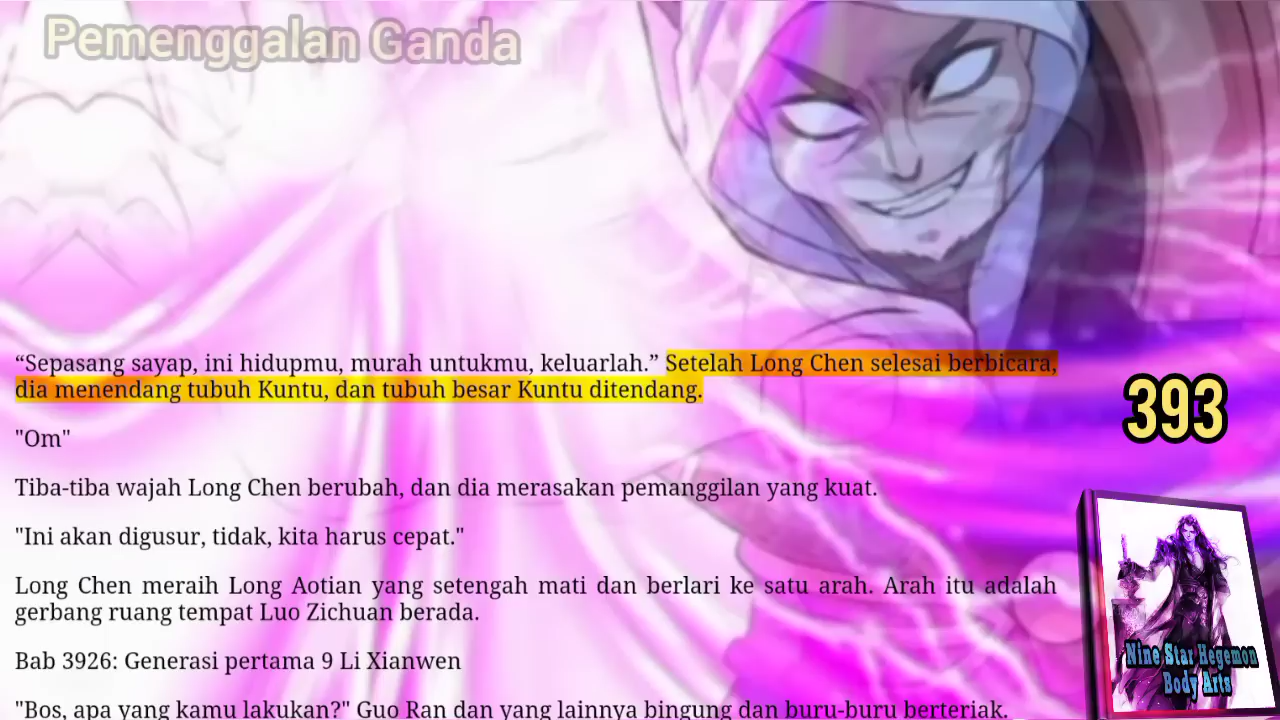 Pemenggalan Ganda
“Sepasang sayap, ini hidupmu, murah untukmu, keluarlah.” Setelah Long Chen selesai berbicara,
dia menendang tubuh Kuntu, dan tubuh besar Kuntu ditendang.
"Om"
Tiba-tiba wajah Long Chen berubah, dan dia merasakan pemanggilan yang kuat.
"Ini akan digusur, tidak, kita harus cepat."
Long Chen meraih Long Aotian yang setengah mati dan berlari ke satu arah. Arah itu adalah
gerbang ruang tempat Luo Zichuan berada.
Bab 3926: Generasi pertama 9 Li Xianwen
"Bos, apa yang kamu lakukan?" Guo Ran dan yang lainnya bingung dan buru-buru berteriak.
393
Nine Star Hegemon
Body Arts